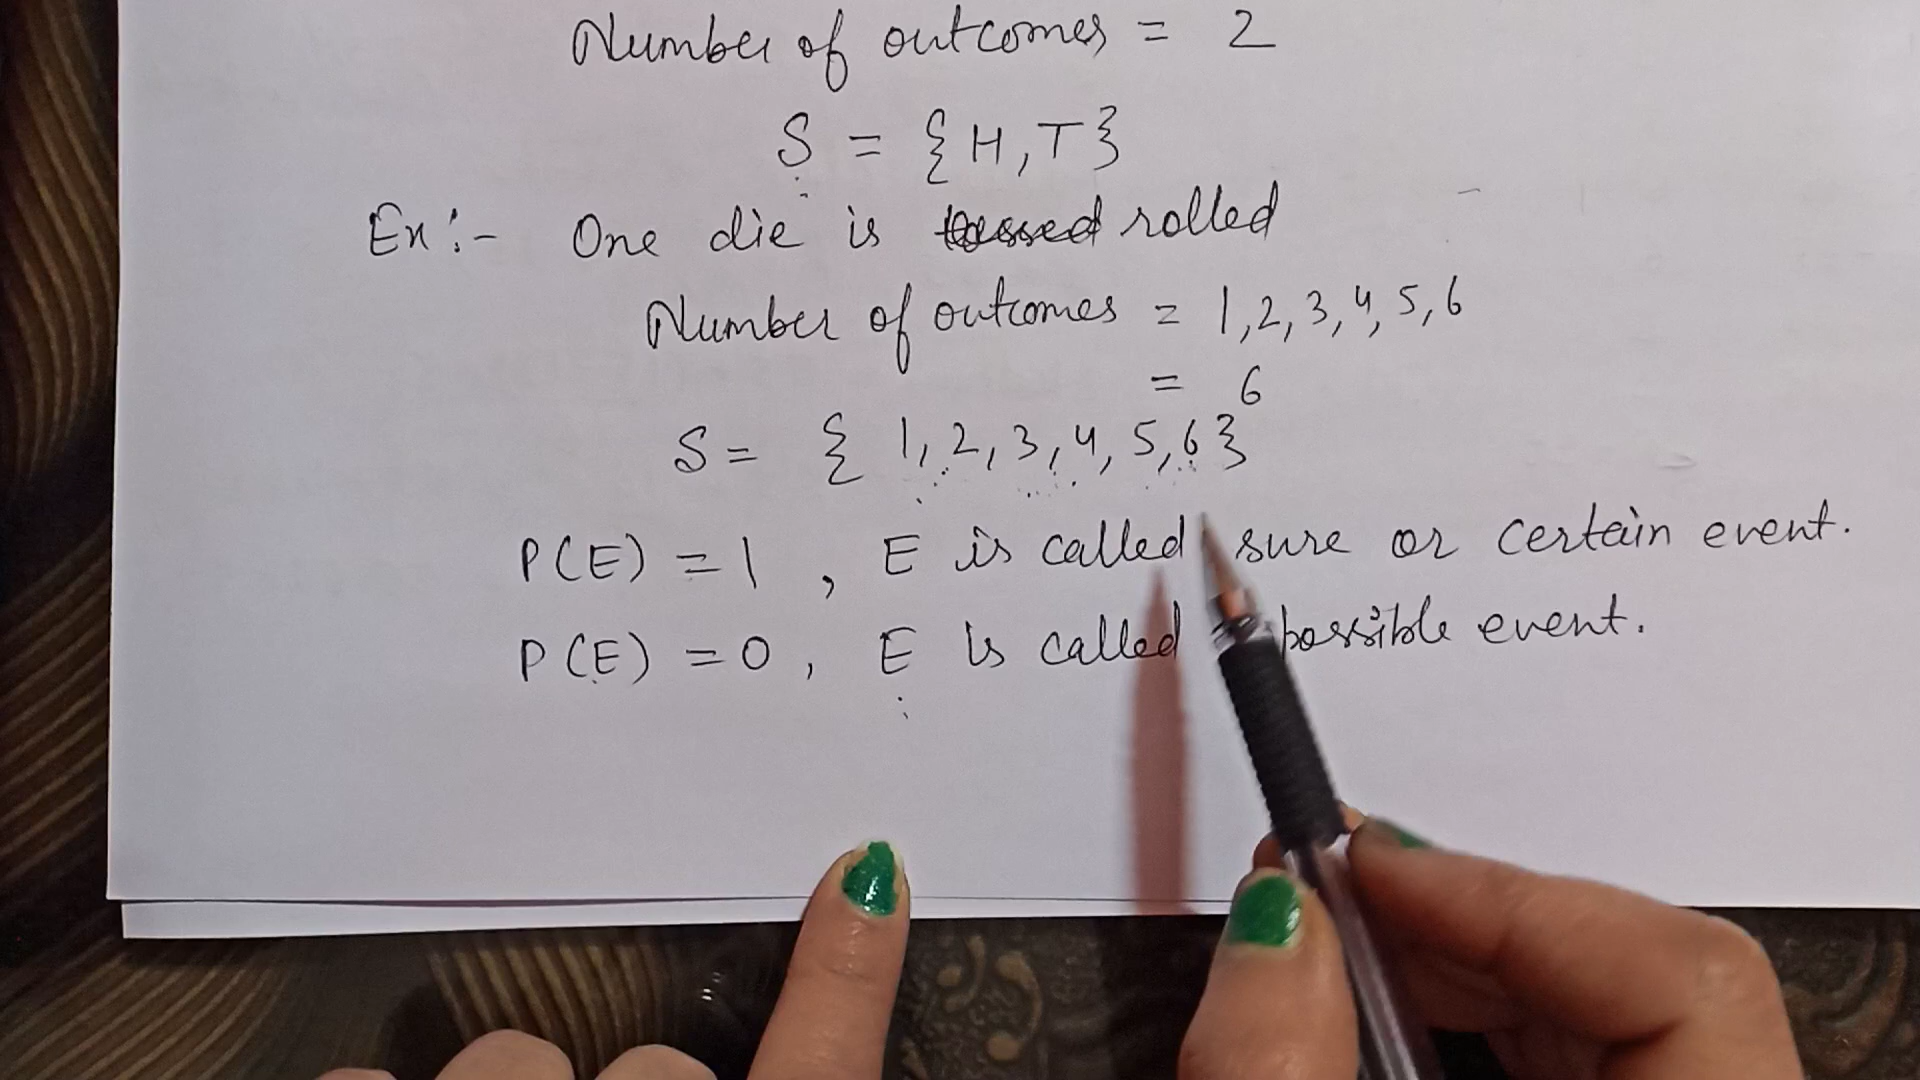 Number of outcomes = 2
S = {H,T}
Ex:- One die is tossed rolled
Number of outcomes = 1,2,3,4,5,6
= 6
S = { 1,2,3,4,5,6}
P(E) = 1, E is called sure or certain event.
P(E) = 0, E is called possible event.